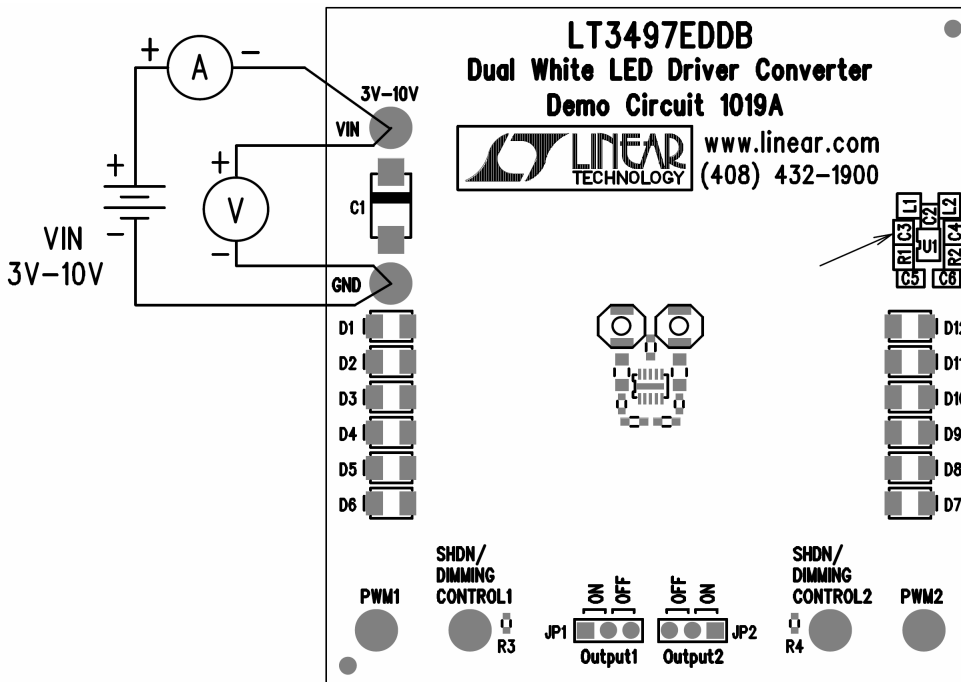 LT3497EDDB
Dual White LED Driver Converter
Demo Circuit 1019A
LINEAR
TECHNOLOGY
www.linear.com
(408) 432-1900
+ A -
3V-10V
VIN
+
V
-
+
-
VIN
3V-10V
C1
GND
L1 C2 L2
C3 U1 C4
R1 R2
C5 C6
D1
D2
D3
D4
D5
D6
D11
D9
D8
D7
SHDN/
DIMMING
CONTROL1
PWM1
R3
ON OFF
JP1
Output1
OFF ON
JP2
Output2
SHDN/
DIMMING
CONTROL2
PWM2
R4